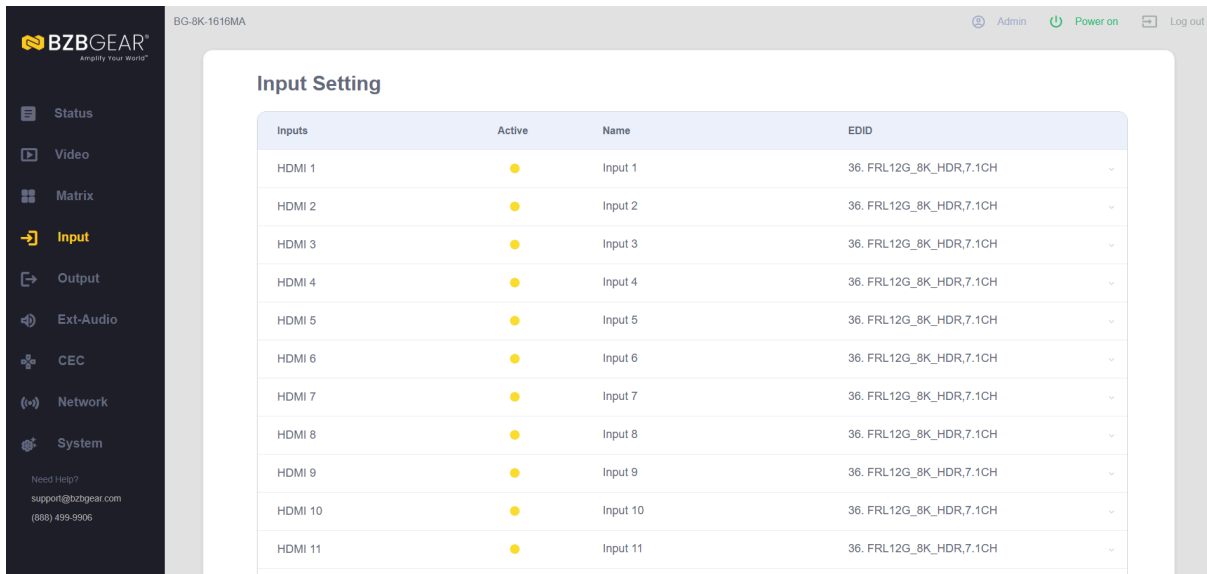 BZBGEAR®
Amplify Your World™
Status
Video
Matrix
Input
Output
Ext-Audio
CEC
Network
System
Need Help?
support@bzbgear.com
(888) 499-9906
BG-8K-1616MA Admin Power on Log out
Input Setting
Inputs Active Name EDID
HDMI 1 Input 1 36. FRL12G_8K_HDR,7.1CH
HDMI 2 Input 2 36. FRL12G_8K_HDR,7.1CH
HDMI 3 Input 3 36. FRL12G_8K_HDR,7.1CH
HDMI 4 Input 4 36. FRL12G_8K_HDR,7.1CH
HDMI 5 Input 5 36. FRL12G_8K_HDR,7.1CH
HDMI 6 Input 6 36. FRL12G_8K_HDR,7.1CH
HDMI 7 Input 7 36. FRL12G_8K_HDR,7.1CH
HDMI 8 Input 8 36. FRL12G_8K_HDR,7.1CH
HDMI 9 Input 9 36. FRL12G_8K_HDR,7.1CH
HDMI 10 Input 10 36. FRL12G_8K_HDR,7.1CH
HDMI 11 Input 11 36. FRL12G_8K_HDR,7.1CH